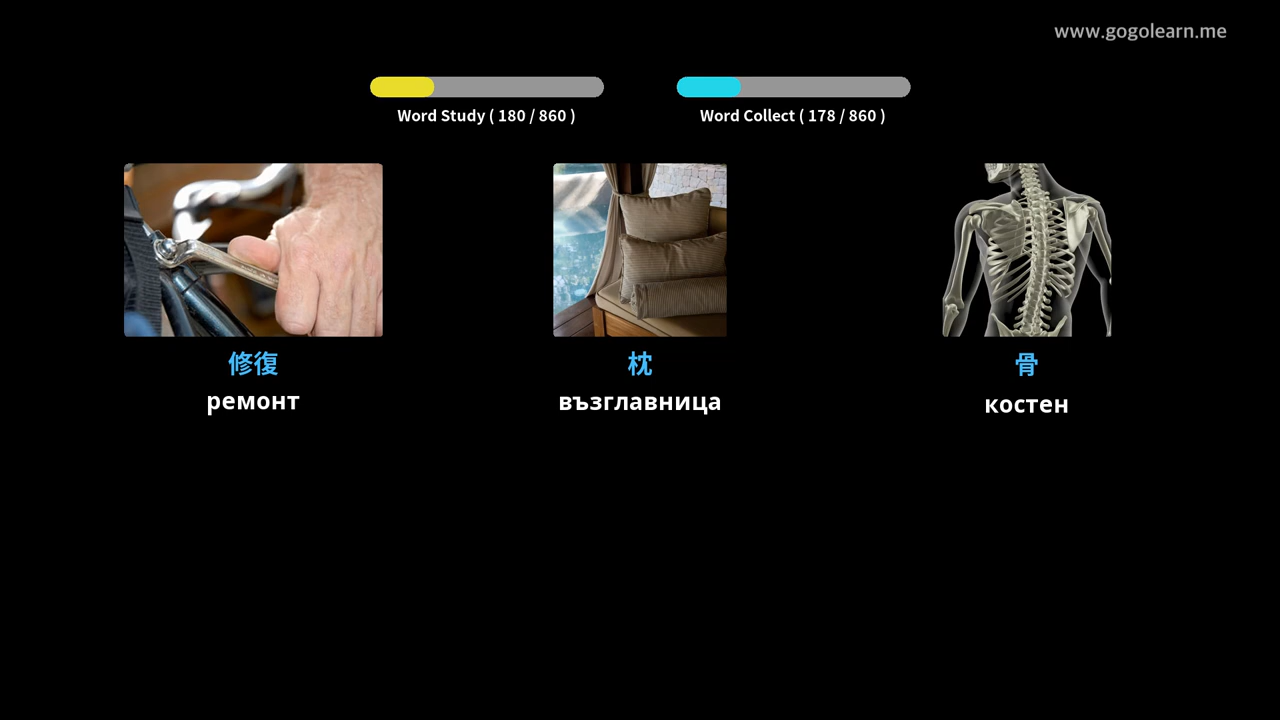 www.gogolearn.me
Word Study ( 180 / 860 )
Word Collect ( 178 / 860 )
修復
枕
骨
ремонт
възглавница
костен